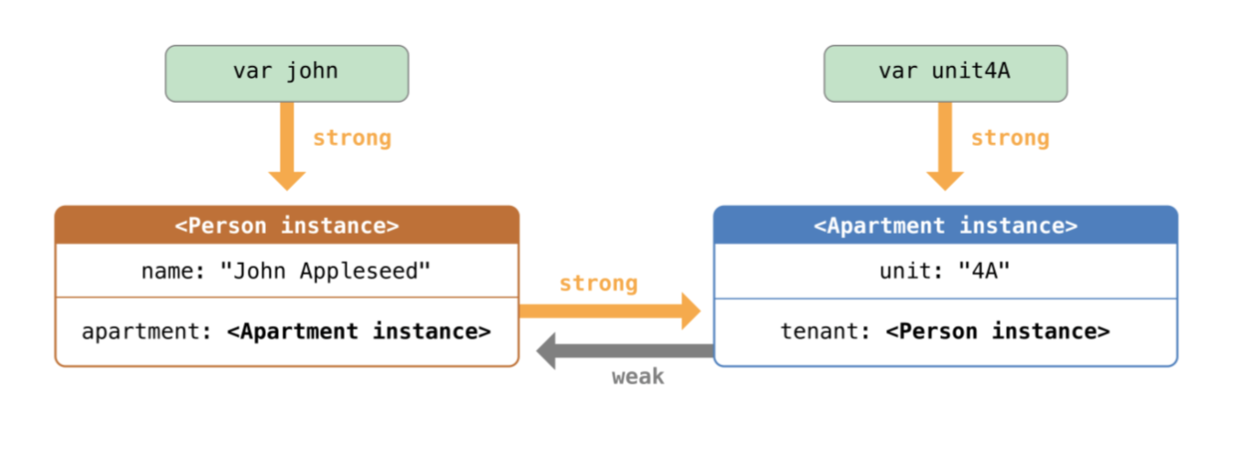 var john
var unit4A
strong
strong
<Person instance>
<Apartment instance>
name: "John Appleseed"
unit: "4A"
strong
apartment: <Apartment instance>
tenant: <Person instance>
weak